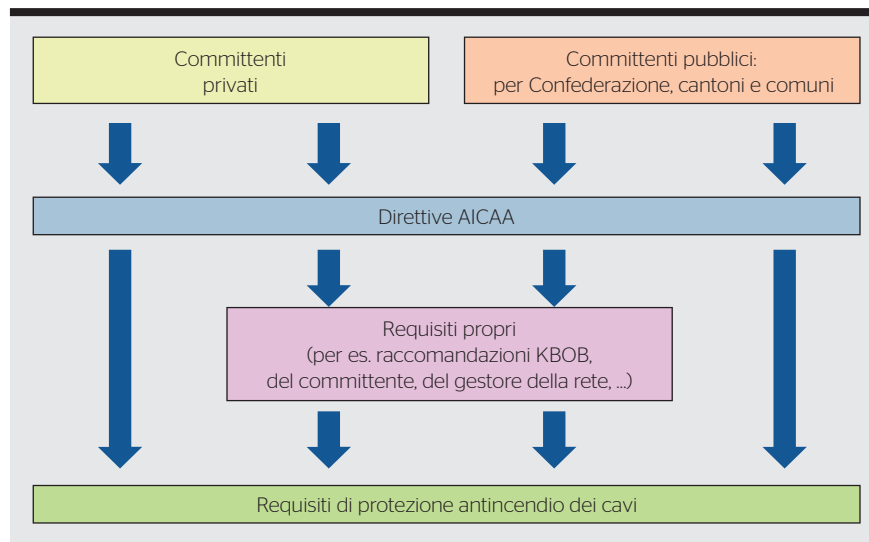 Committenti
privati
Committenti pubblici:
per Confederazione, cantoni e comuni
Direttive AICAA
Requisiti propri
(per es. raccomandazioni KBOB,
del committente, del gestore della rete, ...)
Requisiti di protezione antincendio dei cavi